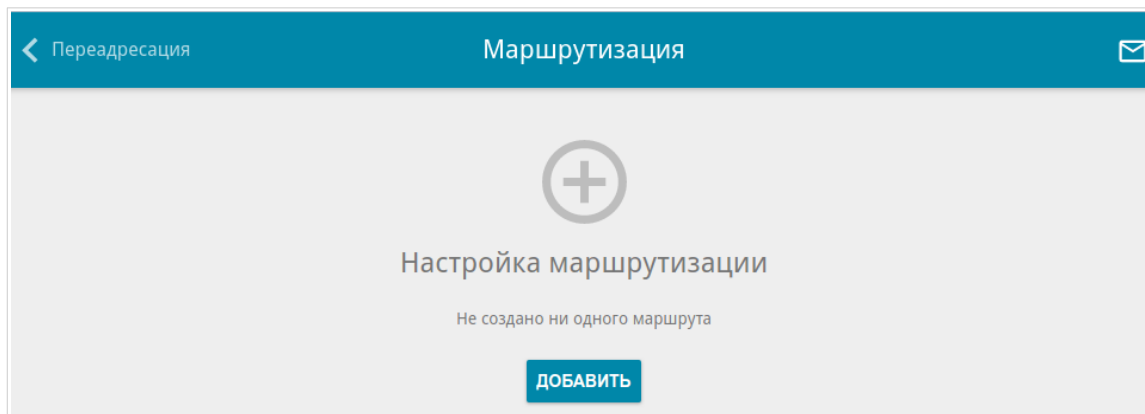 Переадресация
Маршрутизация
Настройка маршрутизации
Не создано ни одного маршрута
ДОБАВИТЬ